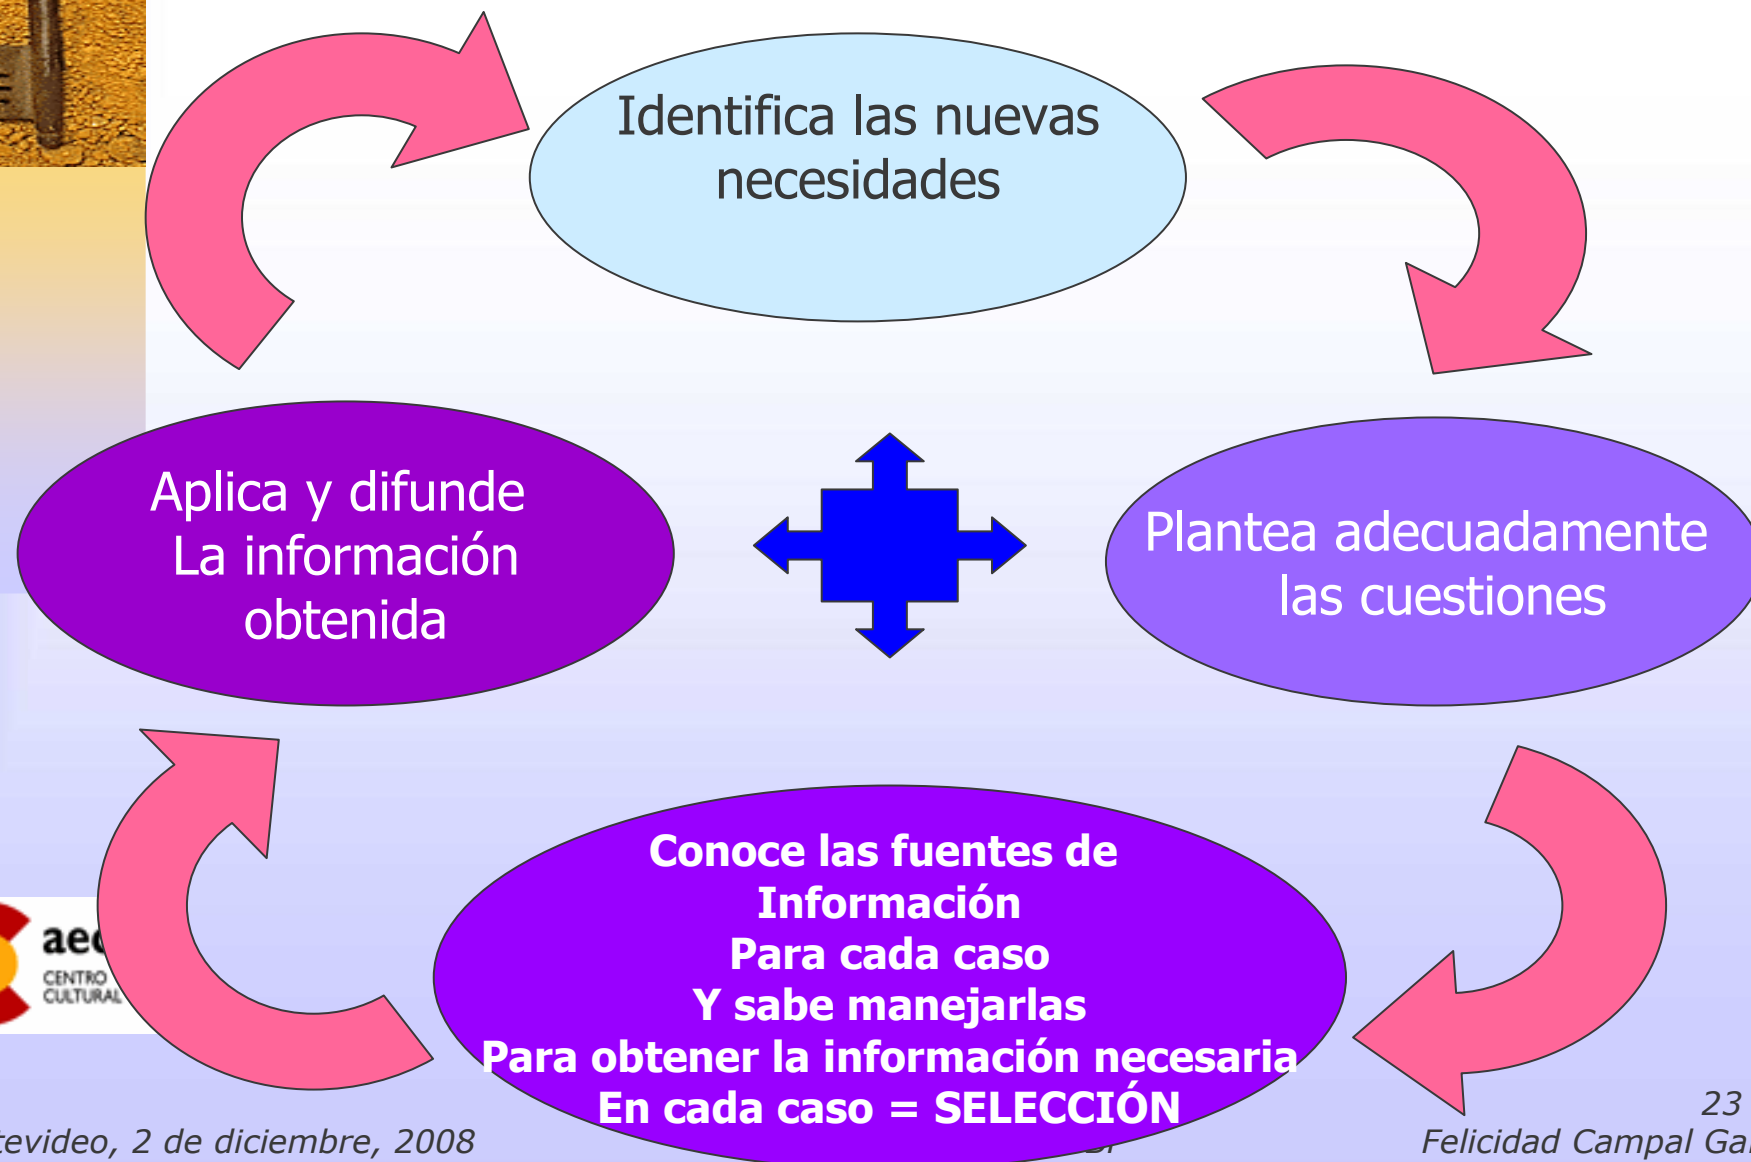 Identifica las nuevas
necesidades
Aplica y difunde
La información
obtenida
Plantea adecuadamente
las cuestiones
Conoce las fuentes de
Información
Para cada caso
Y sabe manejarlas
Para obtener la información necesaria
En cada caso = SELECCIÓN
CENTRO
CULTURAL
23
2 de diciembre, 2008
Felicidad Campal